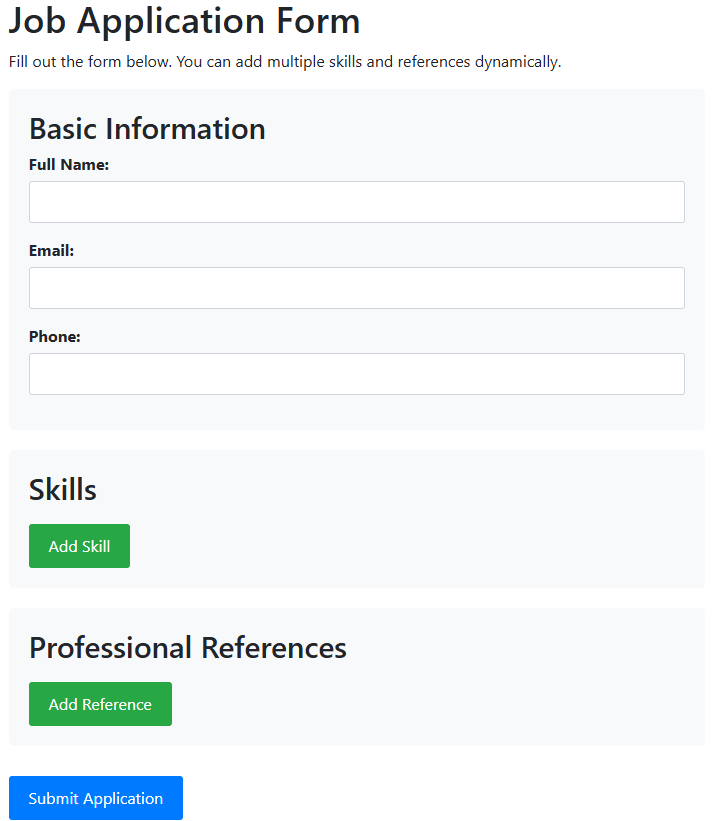 Job Application Form
Fill out the form below. You can add multiple skills and references dynamically.
Basic Information
Full Name:
Email:
Phone:
Skills
Add Skill
Professional References
Add Reference
Submit Application